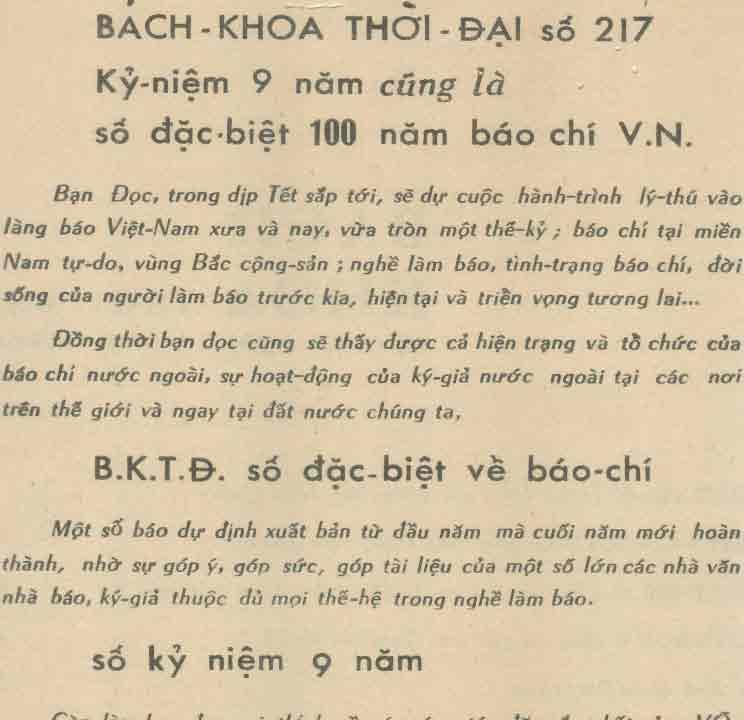 BÁCH-KHOA THỜI-ĐẠI số 217
Kỷ-niệm 9 năm cũng là
số đặc-biệt 100 năm báo chí V.N.
Bạn Đọc, trong dịp Tết sắp tới, sẽ dự cuộc hành-trình lý-thú vào
làng báo Việt-Nam xưa và nay, vừa tròn một thế-kỷ ; báo chí tại miền
Nam tự-do, vùng Bắc cộng-sản ; nghề làm báo, tình-trạng báo chí, đời
sống của người làm báo trước kia, hiện tại và triển vọng tương lai...
Đồng thời bạn đọc cũng sẽ thấy được cả hiện trạng và tổ chức của
báo chí nước ngoài, sự hoạt-động của ký-giả nước ngoài tại các nơi
trên thế giới và ngay tại đất nước chúng ta,
B.K.T.Đ. số đặc-biệt về báo-chí
Một số báo dự định xuất bản từ đầu năm mà cuối năm mới hoàn
thành, nhờ sự góp ý, góp sức, góp tài liệu của một số lớn các nhà văn
nhà báo, ký-giả thuộc đủ mọi thế-hệ trong nghề làm báo.
số kỷ niệm 9 năm